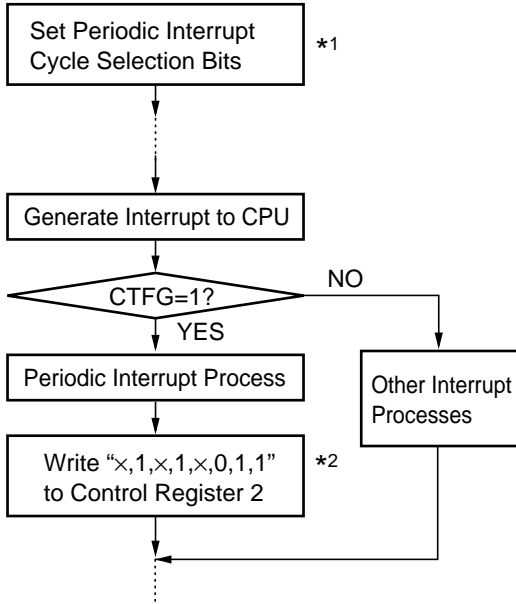 Set Periodic Interrupt
Cycle Selection Bits
*1
Generate Interrupt to CPU
CTFG=1?
NO
YES
Periodic Interrupt Process
Other Interrupt
Processes
Write “×,1,×,1,×,0,1,1”
to Control Register 2
*2